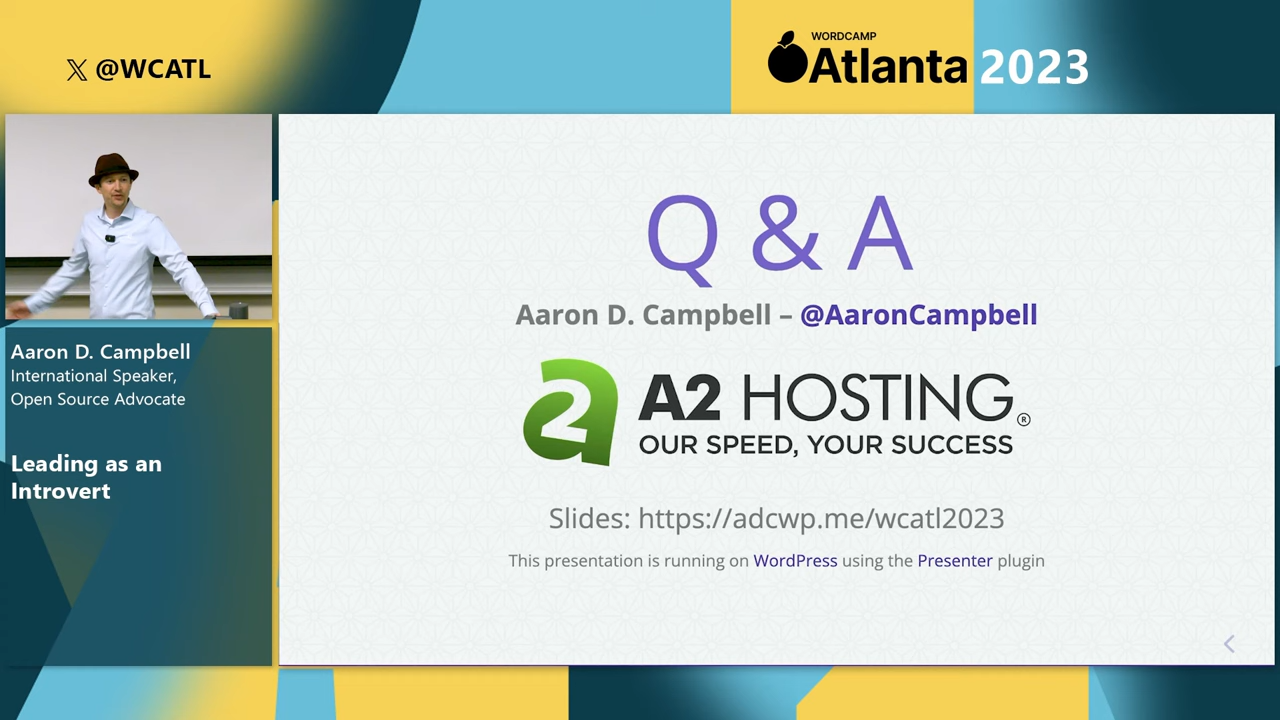 𝕏 @WCATL
WORDCAMP
Atlanta 2023
Aaron D. Campbell
International Speaker,
Open Source Advocate
Leading as an
Introvert
Q & A
Aaron D. Campbell – @AaronCampbell
a2 A2 HOSTING®
OUR SPEED, YOUR SUCCESS
Slides: https://adcwp.me/wcatl2023
This presentation is running on WordPress using the Presenter plugin